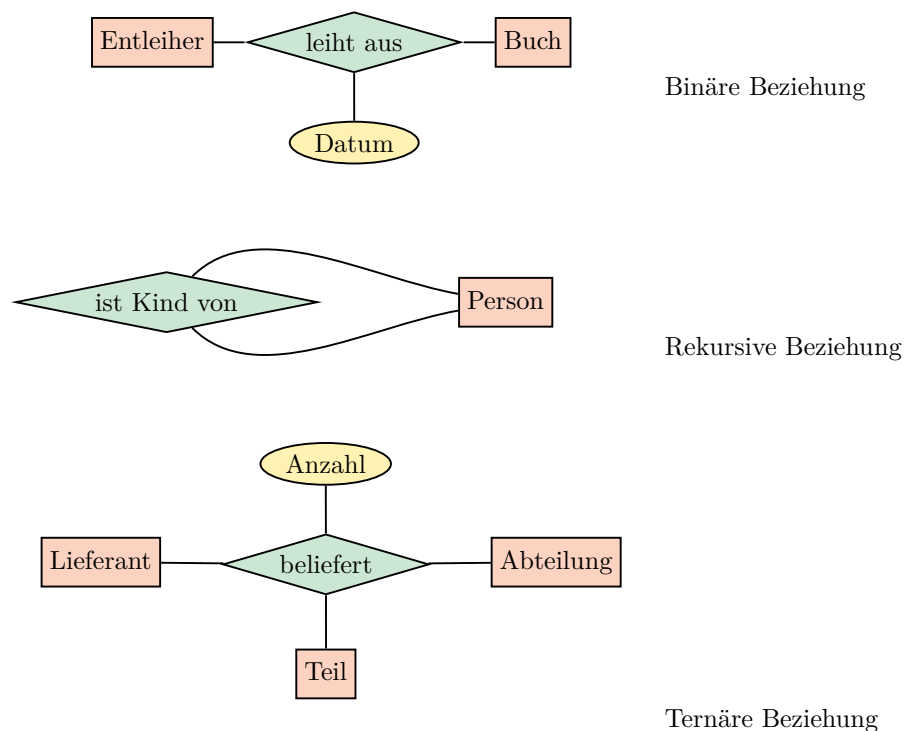 Entleiher
leiht aus
Buch
Binäre Beziehung
Datum
ist Kind von
Person
Rekursive Beziehung
Anzahl
Lieferant
beliefert
Abteilung
Teil
Ternäre Beziehung